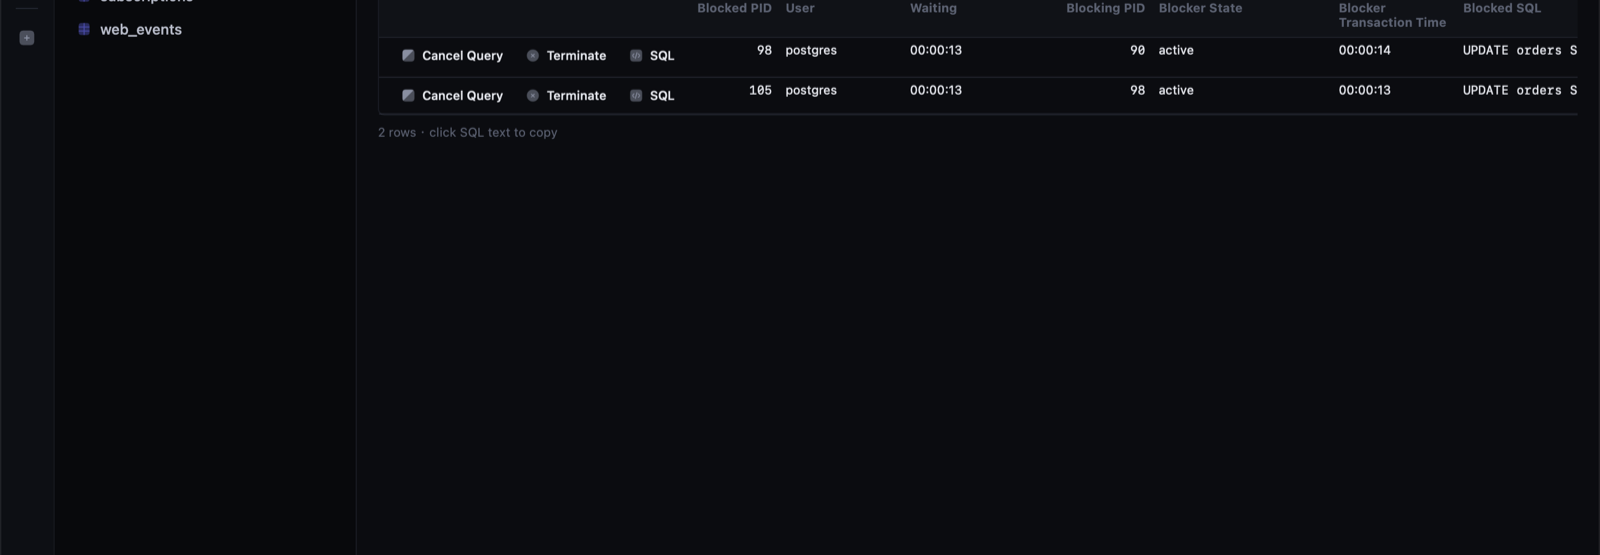 subscriptions
web_events
Blocked PID User Waiting Blocking PID Blocker State Blocker Transaction Time Blocked SQL
Cancel Query Terminate SQL 98 postgres 00:00:13 90 active 00:00:14 UPDATE orders S
Cancel Query Terminate SQL 105 postgres 00:00:13 98 active 00:00:13 UPDATE orders S
2 rows · click SQL text to copy